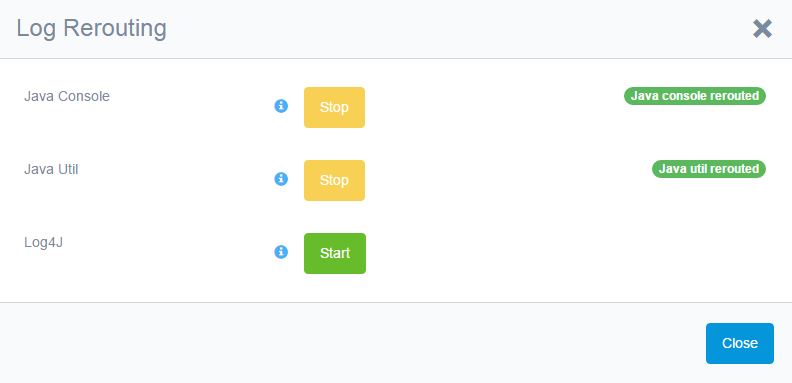 Log Rerouting
Java Console
Stop
Java console rerouted
Java Util
Stop
Java util rerouted
Log4J
Start
Close